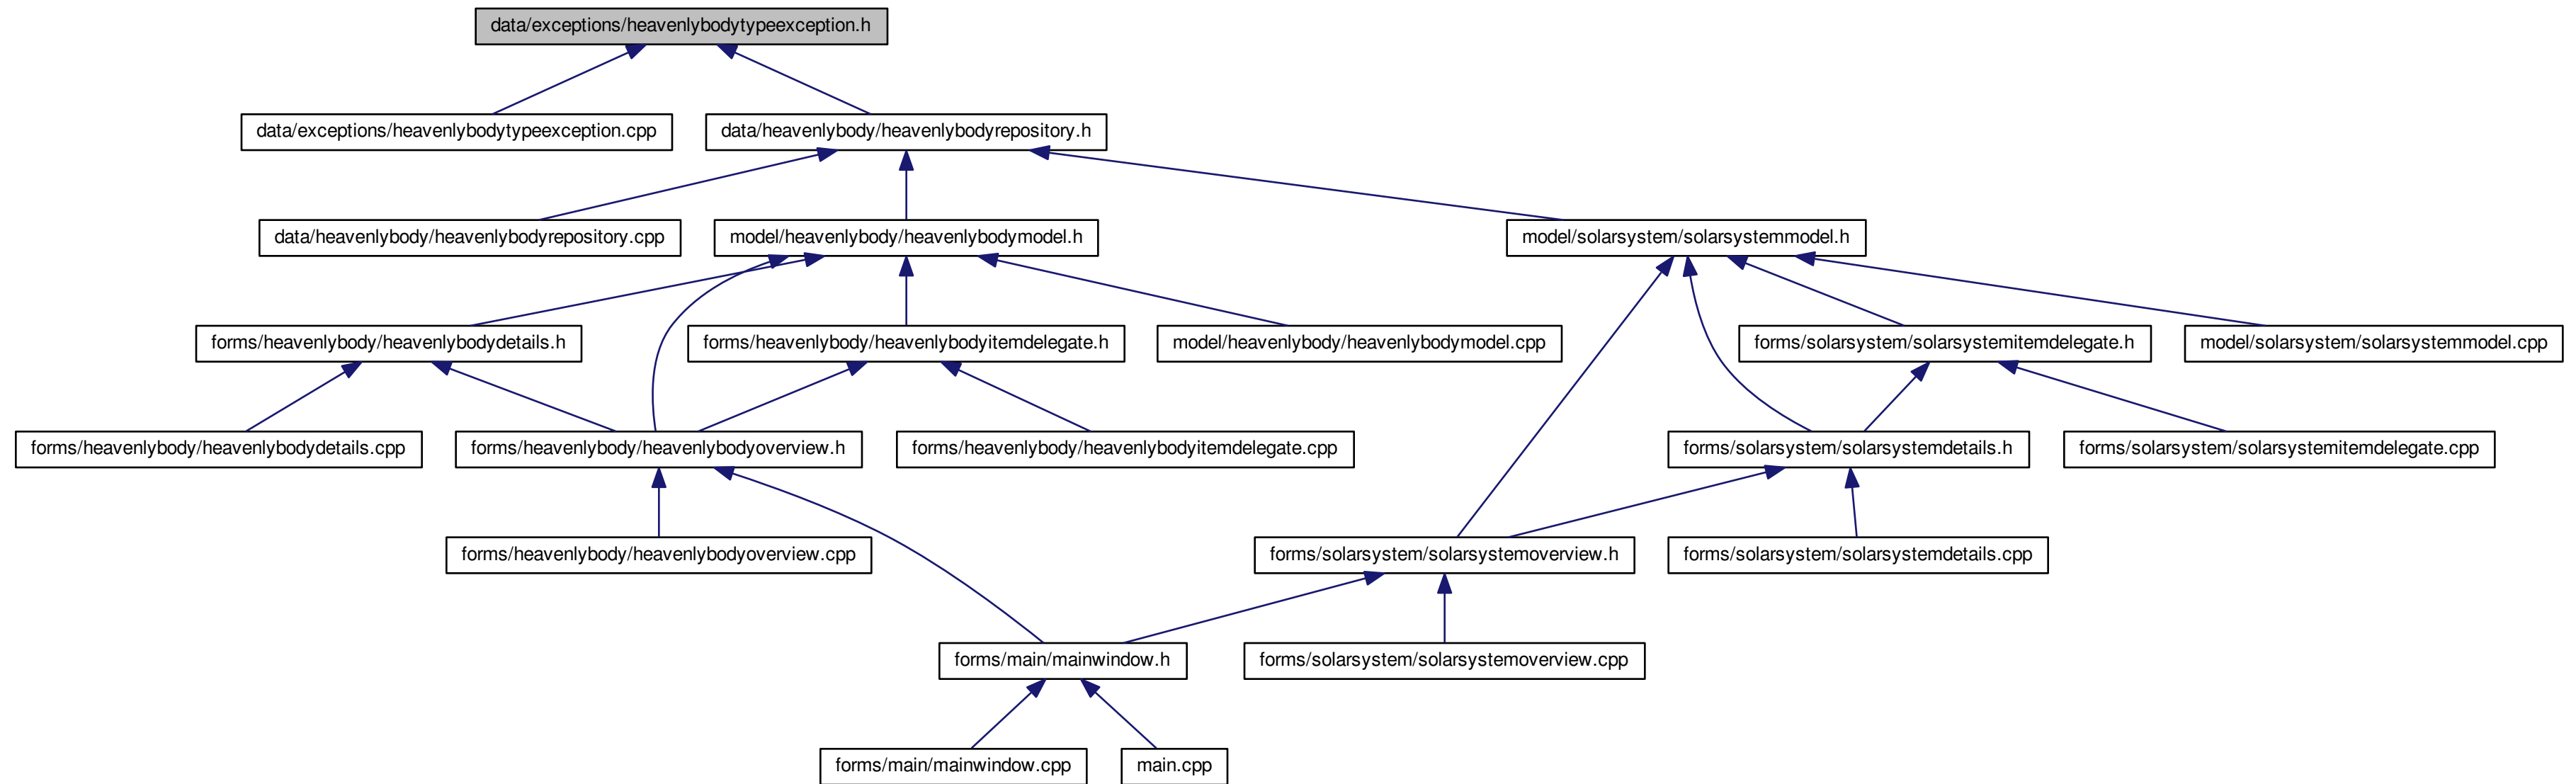 data/exceptions/heavenlybodytypeexception.h
data/exceptions/heavenlybodytypeexception.cpp
data/heavenlybody/heavenlybodyrepository.h
data/heavenlybody/heavenlybodyrepository.cpp
model/heavenlybody/heavenlybodymodel.h
model/solarsystem/solarsystemmodel.h
forms/heavenlybody/heavenlybodydetails.h
forms/heavenlybody/heavenlybodyitemdelegate.h
model/heavenlybody/heavenlybodymodel.cpp
forms/solarsystem/solarsystemitemdelegate.h
model/solarsystem/solarsystemmodel.cpp
forms/heavenlybody/heavenlybodydetails.cpp
forms/heavenlybody/heavenlybodyoverview.h
forms/heavenlybody/heavenlybodyitemdelegate.cpp
forms/solarsystem/solarsystemdetails.h
forms/solarsystem/solarsystemitemdelegate.cpp
forms/heavenlybody/heavenlybodyoverview.cpp
forms/solarsystem/solarsystemoverview.h
forms/solarsystem/solarsystemdetails.cpp
forms/main/mainwindow.h
forms/solarsystem/solarsystemoverview.cpp
forms/main/mainwindow.cpp
main.cpp